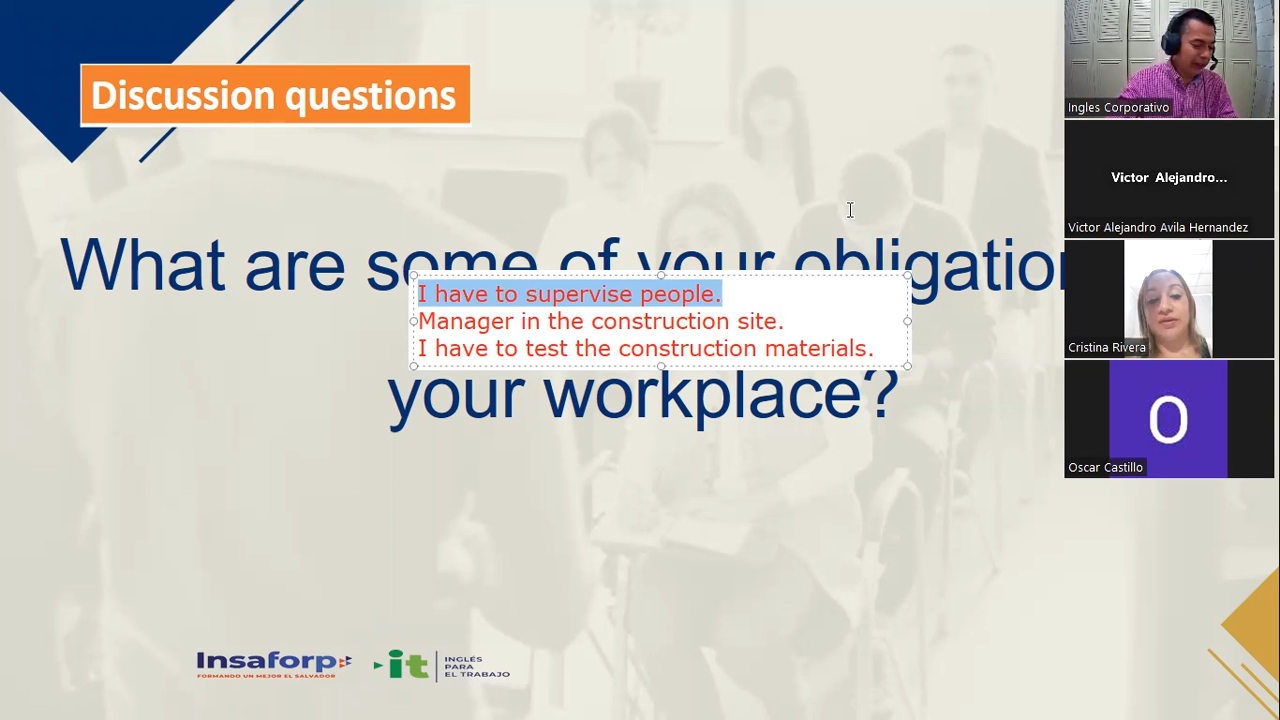 Discussion questions
What are some of your obligation
I have to supervise people.
Manager in the construction site.
I have to test the construction materials.
your workplace?
Insaforp
FORMANDO UN MEJOR EL SALVADOR
it
INGLÉS
PARA
EL TRABAJO
Ingles Corporativo
Victor Alejandro...
Victor Alejandro Avila Hernandez
Cristina Rivera
O
Oscar Castillo